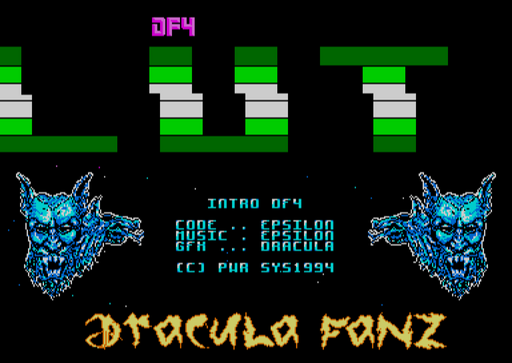 DF4
LUT
INTRO DF4
CODE .. EPSILON
MUSIC . EPSILON
GFX ... DRACULA
(C) PWR SYS1994
DRACULA FANZ